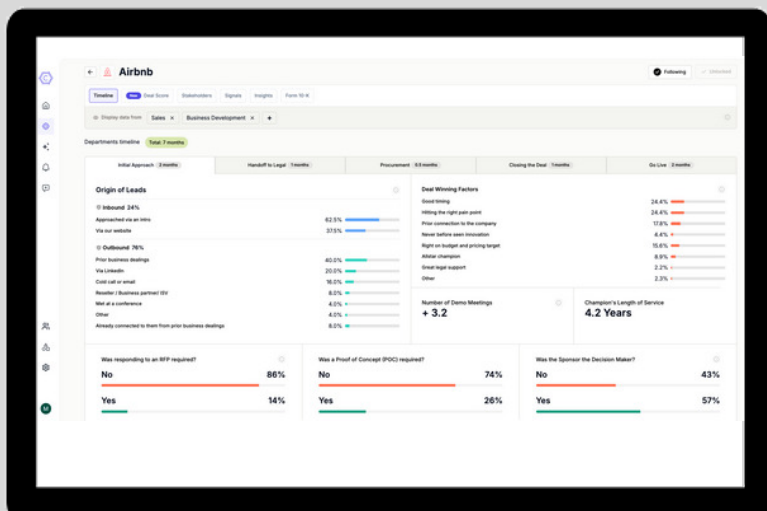 Airbnb
Following
Unlocked
Timeline
New Deal Score
Stakeholders
Signals
Insights
Form 10-K
Display data from
Sales ×
Business Development ×
+
Departments timeline
Total: 7 months
Initial Approach 2 months
Handoff to Legal 1 months
Procurement 0.5 months
Closing the Deal 1 months
Go Live 2 months
Origin of Leads
Inbound 24%
Approached via an intro 62.5%
Via our website 37.5%
Outbound 76%
Prior business dealings 40.0%
Via LinkedIn 20.0%
Cold call or email 16.0%
Reseller / Business partner/ ISV 8.0%
Met at a conference 4.0%
Other 4.0%
Already connected to them from prior business dealings 8.0%
Deal Winning Factors
Good timing 24.4%
Hitting the right pain point 24.4%
Prior connection to the company 17.8%
Never before seen innovation 4.4%
Right on budget and pricing target 15.6%
Allstar champion 8.9%
Great legal support 2.2%
Other 2.3%
Number of Demo Meetings
+ 3.2
Champion's Length of Service
4.2 Years
Was responding to an RFP required?
No 86%
Yes 14%
Was a Proof of Concept (POC) required?
No 74%
Yes 26%
Was the Sponsor the Decision Maker?
No 43%
Yes 57%
M